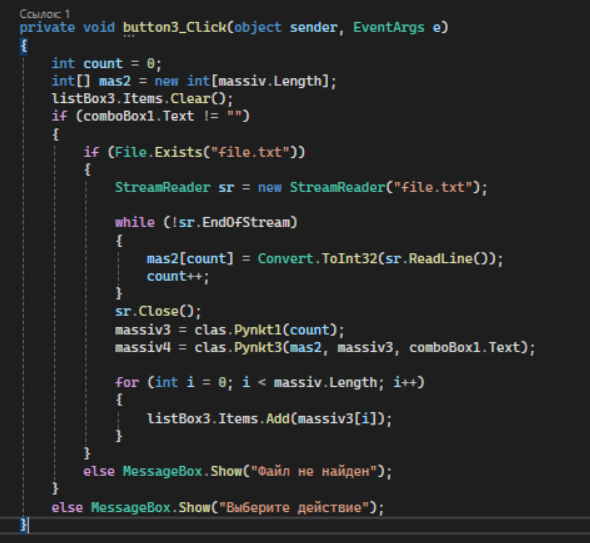 Ссылок: 1
private void button3_Click(object sender, EventArgs e)
{
int count = 0;
int[] mas2 = new int[massiv.Length];
listBox3.Items.Clear();
if (comboBox1.Text != "")
{
if (File.Exists("file.txt"))
{
StreamReader sr = new StreamReader("file.txt");
while (!sr.EndOfStream)
{
mas2[count] = Convert.ToInt32(sr.ReadLine());
count++;
}
sr.Close();
massiv3 = clas.Pynkt1(count);
massiv4 = clas.Pynkt3(mas2, massiv3, comboBox1.Text);
for (int i = 0; i < massiv.Length; i++)
{
listBox3.Items.Add(massiv3[i]);
}
}
else MessageBox.Show("Файл не найден");
}
else MessageBox.Show("Выберите действие");
}